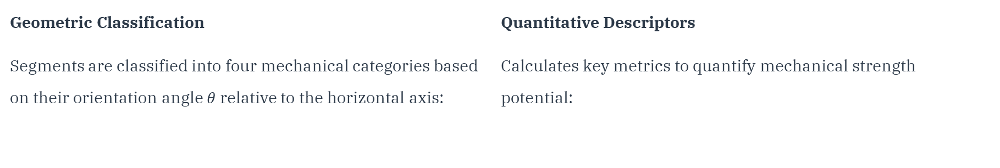 Geometric Classification
Segments are classified into four mechanical categories based
on their orientation angle θ relative to the horizontal axis:
Quantitative Descriptors
Calculates key metrics to quantify mechanical strength
potential: